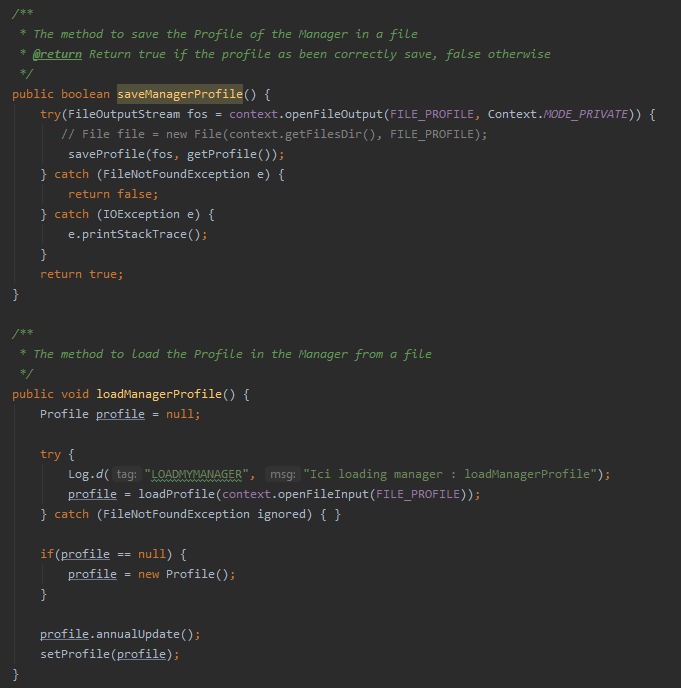 /**
* The method to save the Profile of the Manager in a file
* @return Return true if the profile as been correctly save, false otherwise
*/
public boolean saveManagerProfile() {
try(FileOutputStream fos = context.openFileOutput(FILE_PROFILE, Context.MODE_PRIVATE)) {
// File file = new File(context.getFilesDir(), FILE_PROFILE);
saveProfile(fos, getProfile());
} catch (FileNotFoundException e) {
return false;
} catch (IOException e) {
e.printStackTrace();
}
return true;
}
/**
* The method to load the Profile in the Manager from a file
*/
public void loadManagerProfile() {
Profile profile = null;
try {
Log.d( tag: "LOADMYMANAGER", msg: "Ici loading manager : loadManagerProfile");
profile = loadProfile(context.openFileInput(FILE_PROFILE));
} catch (FileNotFoundException ignored) { }
if(profile == null) {
profile = new Profile();
}
profile.annualUpdate();
setProfile(profile);
}